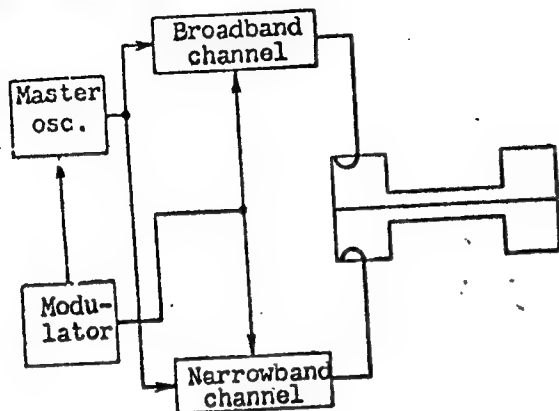 Broadband
channel
Master
osc.
Modu-
lator
Narrowband
channel